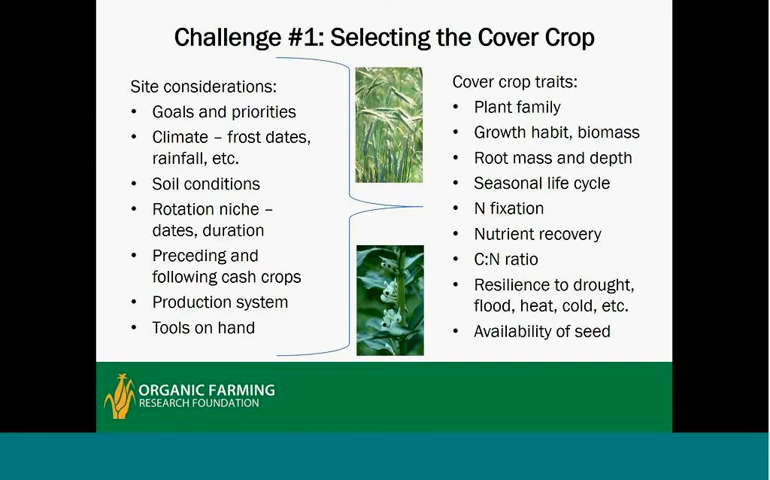 Challenge #1: Selecting the Cover Crop
Site considerations:
• Goals and priorities
• Climate – frost dates,
rainfall, etc.
• Soil conditions
• Rotation niche –
dates, duration
• Preceding and
following cash crops
• Production system
• Tools on hand
Cover crop traits:
• Plant family
• Growth habit, biomass
• Root mass and depth
• Seasonal life cycle
• N fixation
• Nutrient recovery
• C:N ratio
• Resilience to drought,
flood, heat, cold, etc.
• Availability of seed
ORGANIC FARMING
RESEARCH FOUNDATION